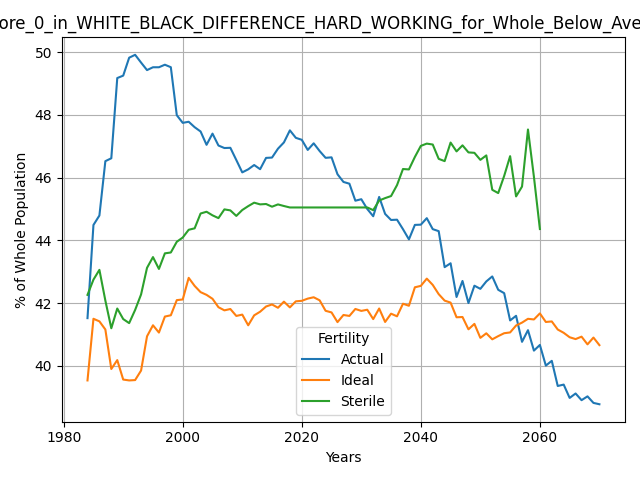 ore_0_in_WHITE_BLACK_DIFFERENCE_HARD_WORKING_for_Whole_Below_Ave
50
48
46
44
42
40
% of Whole Population
Fertility
Actual
Ideal
Sterile
1980
2000
2020
2040
2060
Years